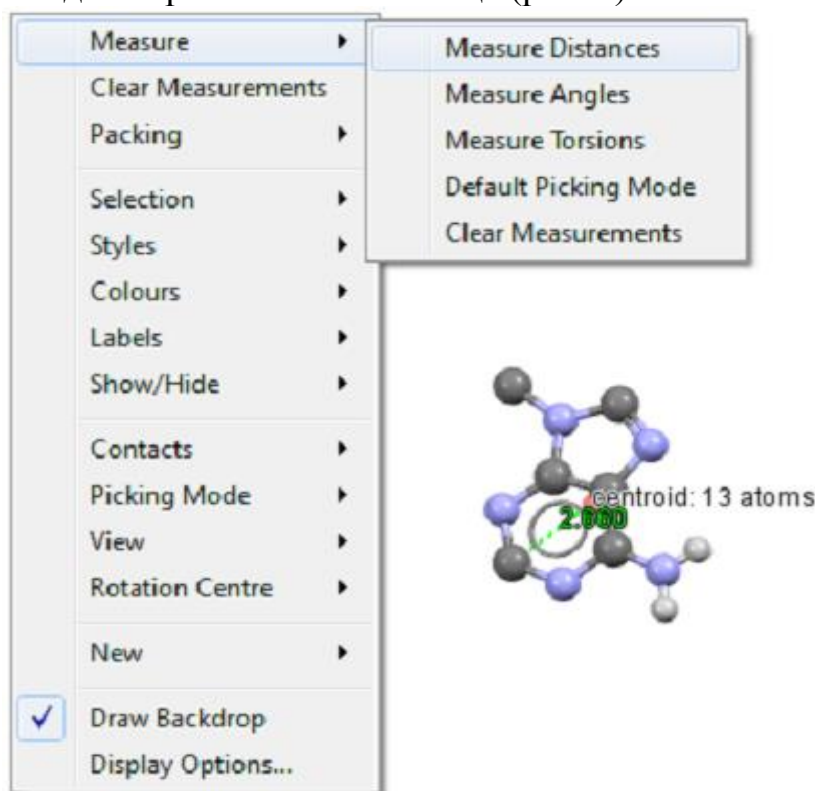 Measure
Clear Measurements
Packing
Selection
Styles
Colours
Labels
Show/Hide
Contacts
Picking Mode
View
Rotation Centre
New
Draw Backdrop
Display Options...
Measure Distances
Measure Angles
Measure Torsions
Default Picking Mode
Clear Measurements
centroid: 13 atoms
2.660